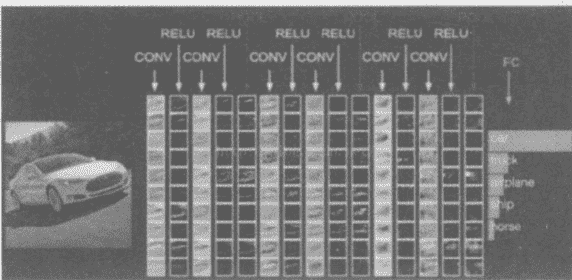 RELU RELU RELU RELU RELU RELU
CONV CONV CONV CONV CONV CONV FC
car
truck
airplane
ship
horse